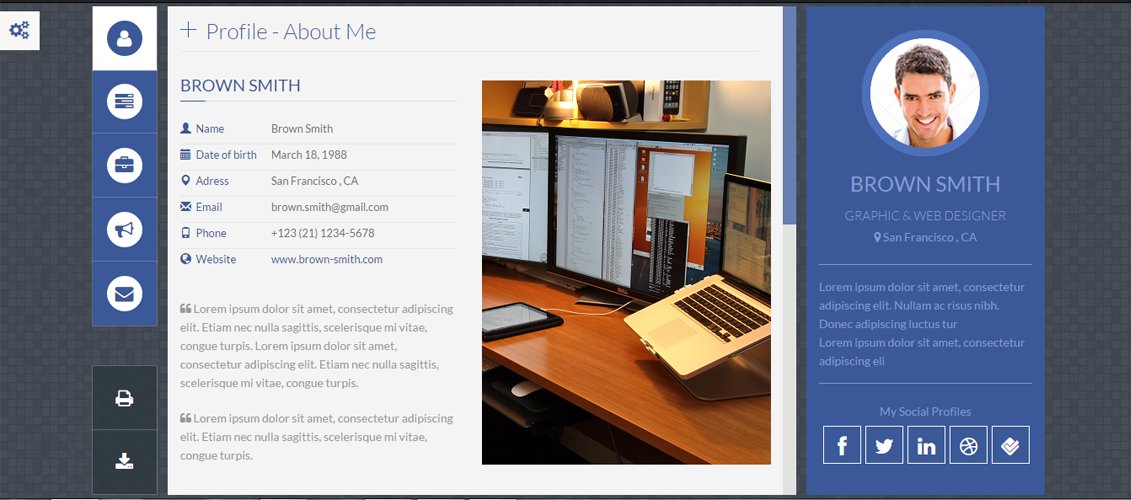 Profile - About Me
BROWN SMITH
Name Brown Smith
Date of birth March 18, 1988
Adress San Francisco , CA
Email brown.smith@gmail.com
Phone +123 (21) 1234-5678
Website www.brown-smith.com
Lorem ipsum dolor sit amet, consectetur adipiscing
elit. Etiam nec nulla sagittis, scelerisque mi vitae,
congue turpis. Lorem ipsum dolor sit amet,
consectetur adipiscing elit. Etiam nec nulla sagittis,
scelerisque mi vitae, congue turpis.
Lorem ipsum dolor sit amet, consectetur adipiscing
elit. Etiam nec nulla sagittis, scelerisque mi vitae,
congue turpis.
DELL
BROWN SMITH
GRAPHIC & WEB DESIGNER
San Francisco , CA
Lorem ipsum dolor sit amet, consectetur
adipiscing elit. Nullam ac risus nibh.
Donec adipiscing luctus tur
Lorem ipsum dolor sit amet, consectetur
adipiscing eli
My Social Profiles